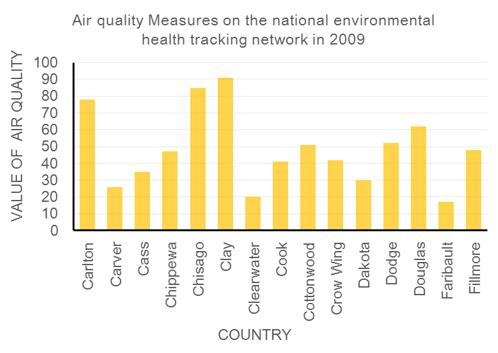 Air quality Measures on the national environmental
health tracking network in 2009
VALUE OF AIR QUALITY
100
90
80
70
60
50
40
30
20
10
0
Carlton
Carver
Cass
Chippewa
Chisago
Clay
Clearwater
Cook
Cottonwood
Crow Wing
Dakota
Dodge
Douglas
Faribault
Fillmore
COUNTRY